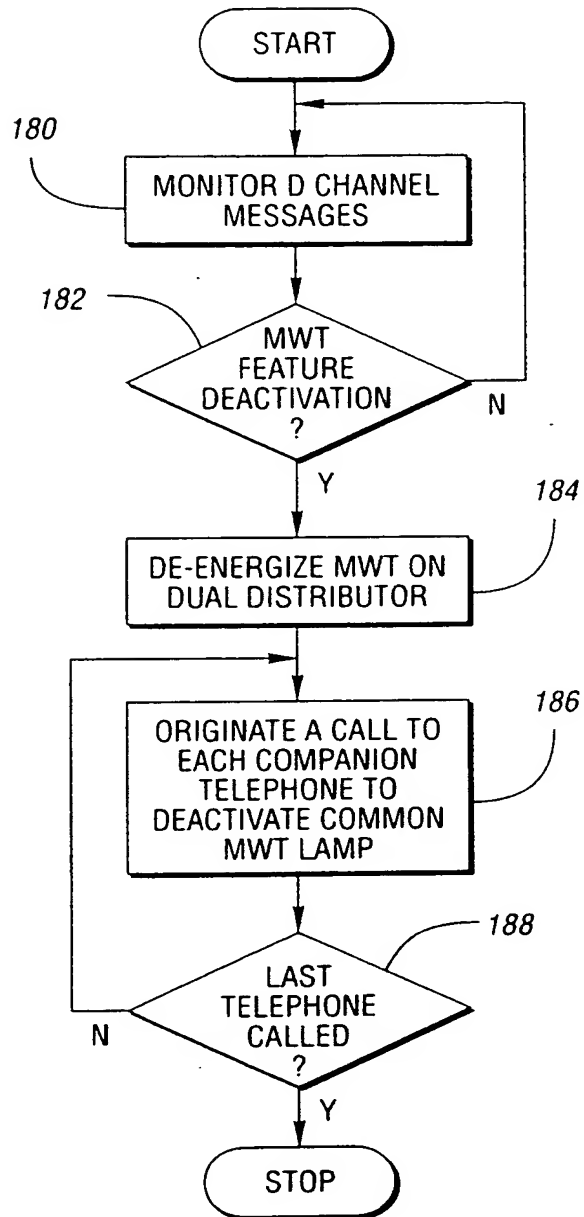 START
180
MONITOR D CHANNEL
MESSAGES
182
MWT
FEATURE
DEACTIVATION
?
N
Y
184
DE-ENERGIZE MWT ON
DUAL DISTRIBUTOR
186
ORIGINATE A CALL TO
EACH COMPANION
TELEPHONE TO
DEACTIVATE COMMON
MWT LAMP
188
LAST
TELEPHONE
CALLED
?
N
Y
STOP